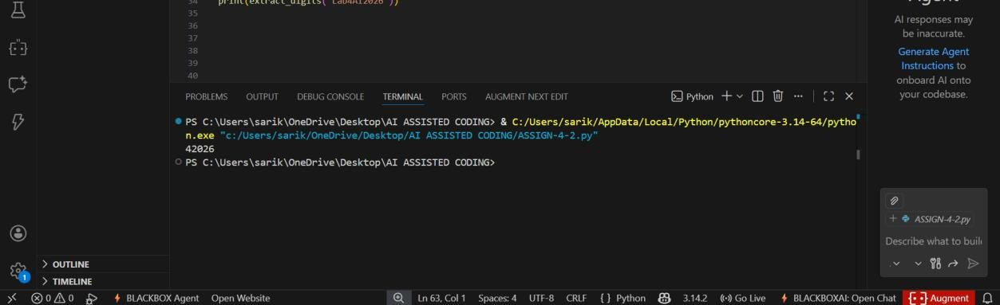 34 print(extract_digits("Lab4AI2026"))
35
36
37
38
39
40
Agent
AI responses may
be inaccurate.
Generate Agent
Instructions to
onboard AI onto
your codebase.
PROBLEMS OUTPUT DEBUG CONSOLE TERMINAL PORTS AUGMENT NEXT EDIT
Python
PS C:\Users\sarik\OneDrive\Desktop\AI ASSISTED CODING> & C:/Users/sarik/AppData/Local/Python/pythoncore-3.14-64/pytho
n.exe "c:/Users/sarik/OneDrive/Desktop/AI ASSISTED CODING/ASSIGN-4-2.py"
42026
PS C:\Users\sarik\OneDrive\Desktop\AI ASSISTED CODING>
ASSIGN-4-2.py
Describe what to build
OUTLINE
1
TIMELINE
0 0 BLACKBOX Agent Open Website Ln 63, Col 1 Spaces: 4 UTF-8 CRLF { } Python 3.14.2 Go Live BLACKBOXAI: Open Chat Augment